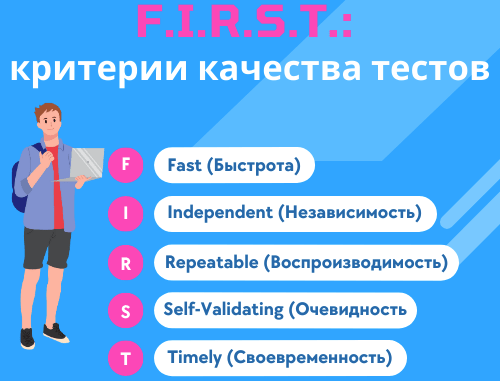 F.I.R.S.T.:
критерии качества тестов
F Fast (Быстрота)
I Independent (Независимость)
R Repeatable (Воспроизводимость)
S Self-Validating (Очевидность
T Timely (Своевременность)